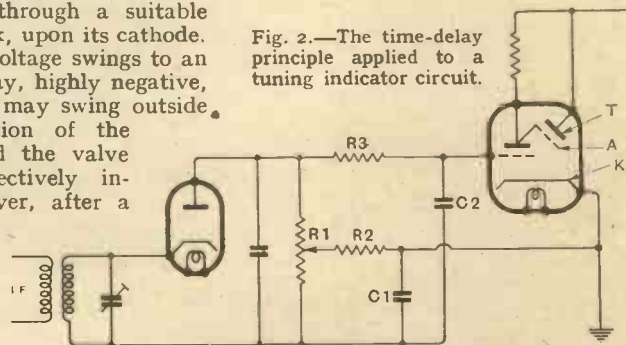 through a suitable
k, upon its cathode.
oltage swings to an
ay, highly negative,
may swing outside
ion of the
d the valve
ectively in-
ver, after a
Fig. 2.—The time-delay
principle applied to a
tuning indicator circuit.
T
A
K
R3
C2
R1
R2
C1
IF